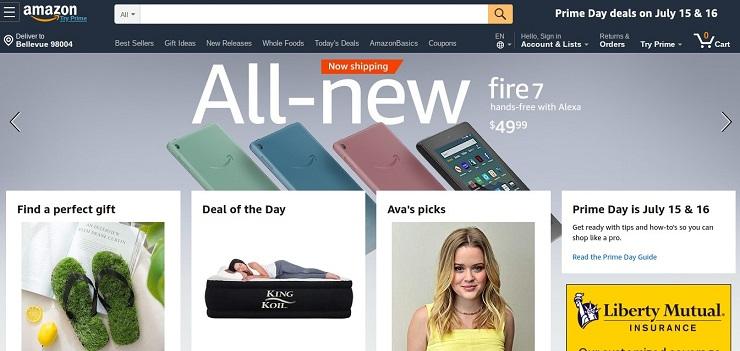 amazon
Try Prime
All
Prime Day deals on July 15 & 16
Deliver to
Bellevue 98004
Best Sellers Gift Ideas New Releases Whole Foods Today's Deals AmazonBasics Coupons
EN
Hello, Sign in
Account & Lists
Returns &
Orders
Try Prime
0
Cart
Now shipping
All-new
fire 7
hands-free with Alexa
$49.99
Find a perfect gift
Deal of the Day
Ava's picks
Prime Day is July 15 & 16
Get ready with tips and how-to's so you can
shop like a pro.
Read the Prime Day Guide
AN INTERVIEW
WITH
CURTIN
KING
KOIL
Liberty Mutual.
INSURANCE